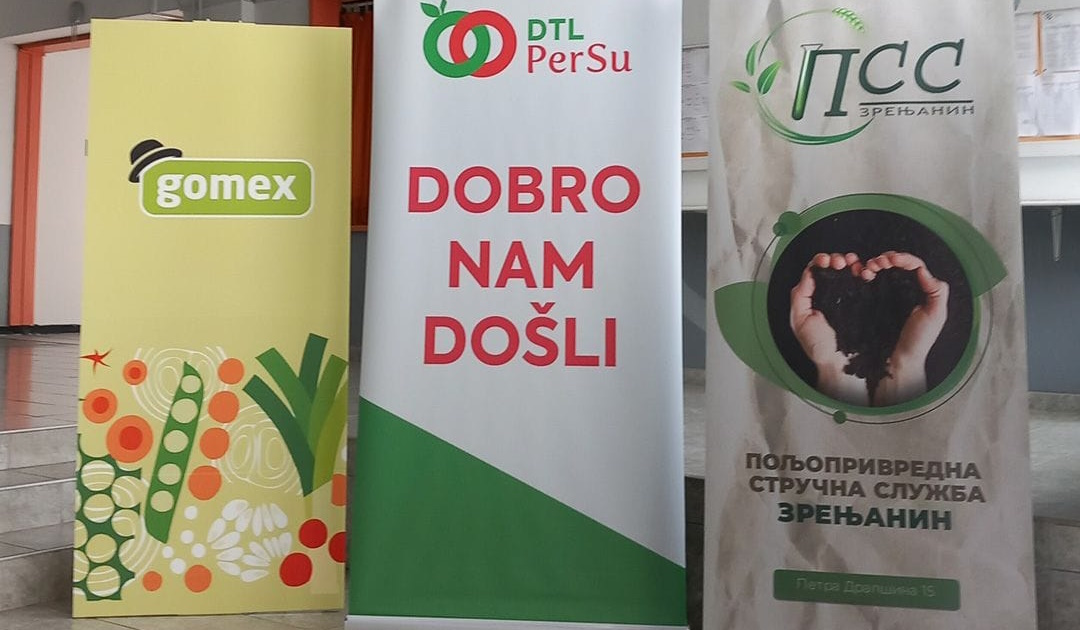 gomex
DTL
PerSu
DOBRO
NAM
DOŠLI
ПСС
ЗРЕЊАНИН
ПОЉОПРИВРЕДНА
СТРУЧНА СЛУЖБА
ЗРЕЊАНИН
Петра Драпшина 15